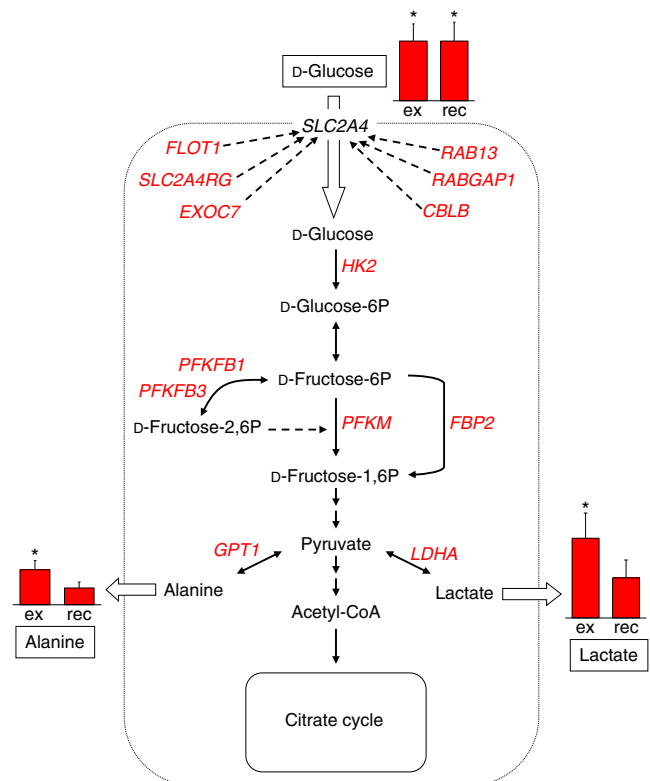 * *
D-Glucose
ex rec
SLC2A4
FLOT1
RAB13
SLC2A4RG
RABGAP1
EXOC7
CBLB
D-Glucose
HK2
D-Glucose-6P
PFKFB1
D-Fructose-6P
PFKFB3
D-Fructose-2,6P
PFKM
FBP2
D-Fructose-1,6P
*
*
GPT1
Pyruvate
LDHA
Alanine
Lactate
ex rec
Acetyl-CoA
ex rec
Alanine
Lactate
Citrate cycle